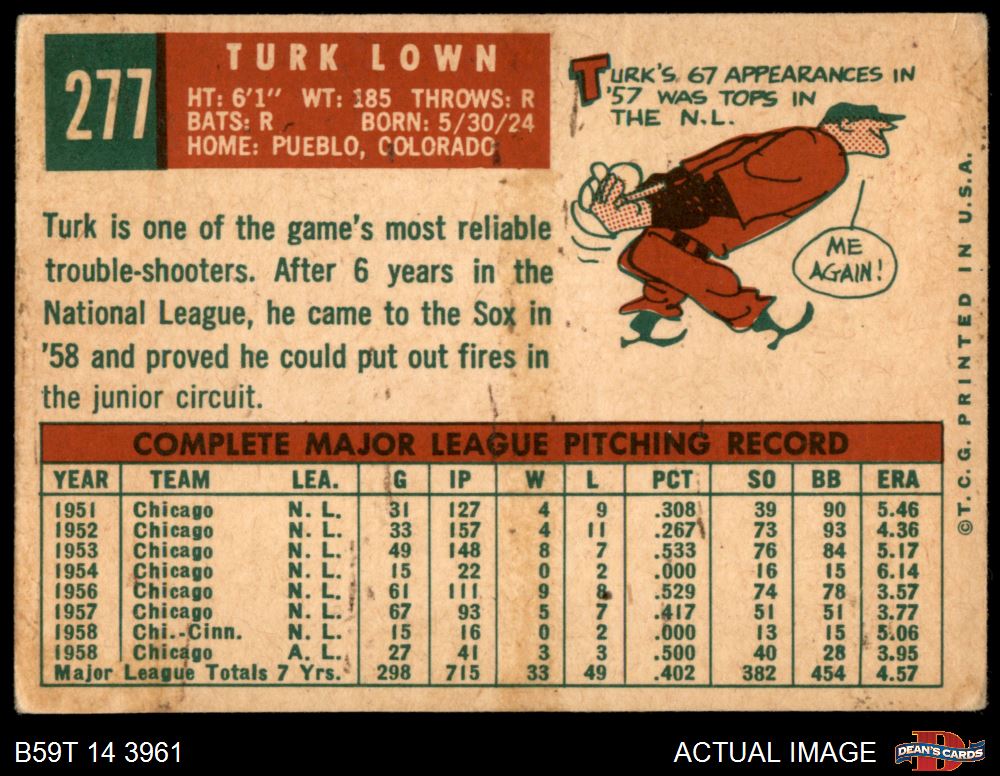 277
TURK LOWN
HT: 6'1" WT: 185 THROWS: R
BATS: R BORN: 5/30/24
HOME: PUEBLO, COLORADO
TURK'S 67 APPEARANCES IN
'57 WAS TOPS IN
THE N.L.
ME
AGAIN!
Turk is one of the game's most reliable
trouble-shooters. After 6 years in the
National League, he came to the Sox in
'58 and proved he could put out fires in
the junior circuit.
COMPLETE MAJOR LEAGUE PITCHING RECORD
YEAR TEAM LEA. G IP W L PCT. SO BB ERA
1951 Chicago N. L. 31 127 4 9 .308 39 90 5.46
1952 Chicago N. L. 33 157 4 11 .267 73 93 4.36
1953 Chicago N. L. 49 148 8 7 .533 76 84 5.17
1954 Chicago N. L. 15 22 0 2 .000 16 15 6.14
1956 Chicago N. L. 61 111 9 8 .529 74 78 3.57
1957 Chicago N. L. 67 93 5 7 .417 51 51 3.77
1958 Chi.-Cinn. N. L. 15 16 0 2 .000 13 15 5.06
1958 Chicago A. L. 27 41 3 3 .500 40 28 3.95
Major League Totals 7 Yrs. 298 715 33 49 .402 382 454 4.57
©T. C. G. PRINTED IN U.S.A.
B59T 14 3961
ACTUAL IMAGE
DEAN'S CARDS